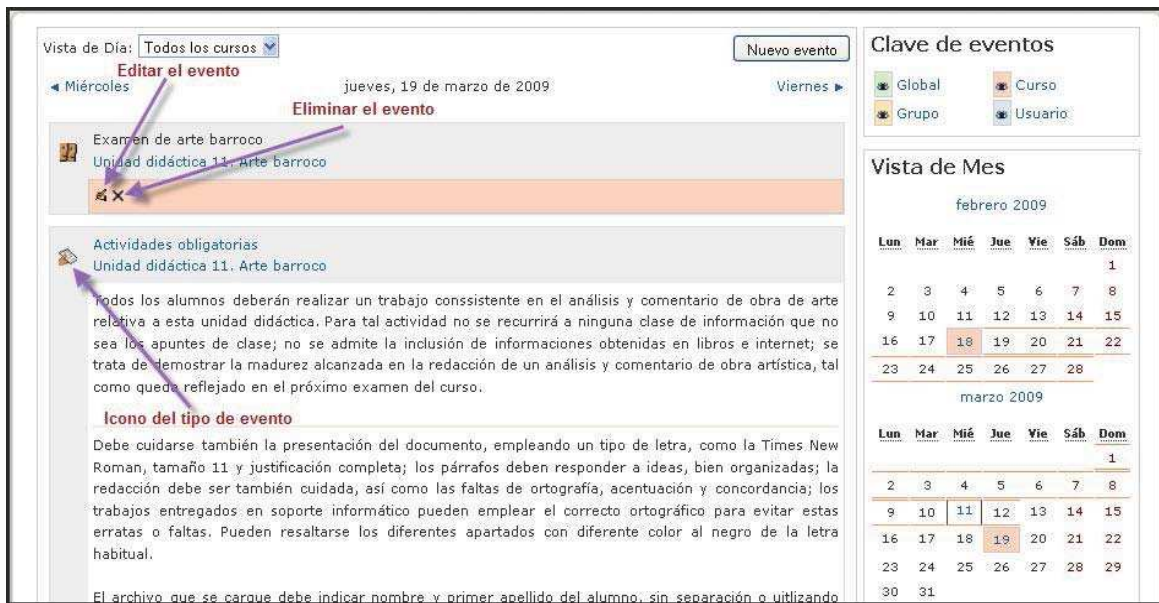 Vista de Día: Todos los cursos
Nuevo evento
Editar el evento
◄ Miércoles
jueves, 19 de marzo de 2009
Viernes ►
Eliminar el evento
Examen de arte barroco
Unidad didáctica 11. Arte barroco
Actividades obligatorias
Unidad didáctica 11. Arte barroco
Todos los alumnos deberán realizar un trabajo conssistente en el análisis y comentario de obra de arte
relativa a esta unidad didáctica. Para tal actividad no se recurrirá a ninguna clase de información que no
sea los apuntes de clase; no se admite la inclusión de informaciones obtenidas en libros e internet; se
trata de demostrar la madurez alcanzada en la redacción de un análisis y comentario de obra artística, tal
como queda reflejado en el próximo examen del curso.
Icono del tipo de evento
Debe cuidarse también la presentación del documento, empleando un tipo de letra, como la Times New
Roman, tamaño 11 y justificación completa; los párrafos deben responder a ideas, bien organizadas; la
redacción debe ser también cuidada, así como las faltas de ortografía, acentuación y concordancia; los
trabajos entregados en soporte informático pueden emplear el correcto ortográfico para evitar estas
erratas o faltas. Pueden resaltarse los diferentes apartados con diferente color al negro de la letra
habitual.
El archivo que se cargue debe indicar nombre y primer apellido del alumno, sin separación o uitlizando
Clave de eventos
Global Curso
Grupo Usuario
Vista de Mes
febrero 2009
Lun Mar Mié Jue Vie Sáb Dom
1
2 3 4 5 6 7 8
9 10 11 12 13 14 15
16 17 18 19 20 21 22
23 24 25 26 27 28
marzo 2009
Lun Mar Mié Jue Vie Sáb Dom
1
2 3 4 5 6 7 8
9 10 11 12 13 14 15
16 17 18 19 20 21 22
23 24 25 26 27 28 29
30 31